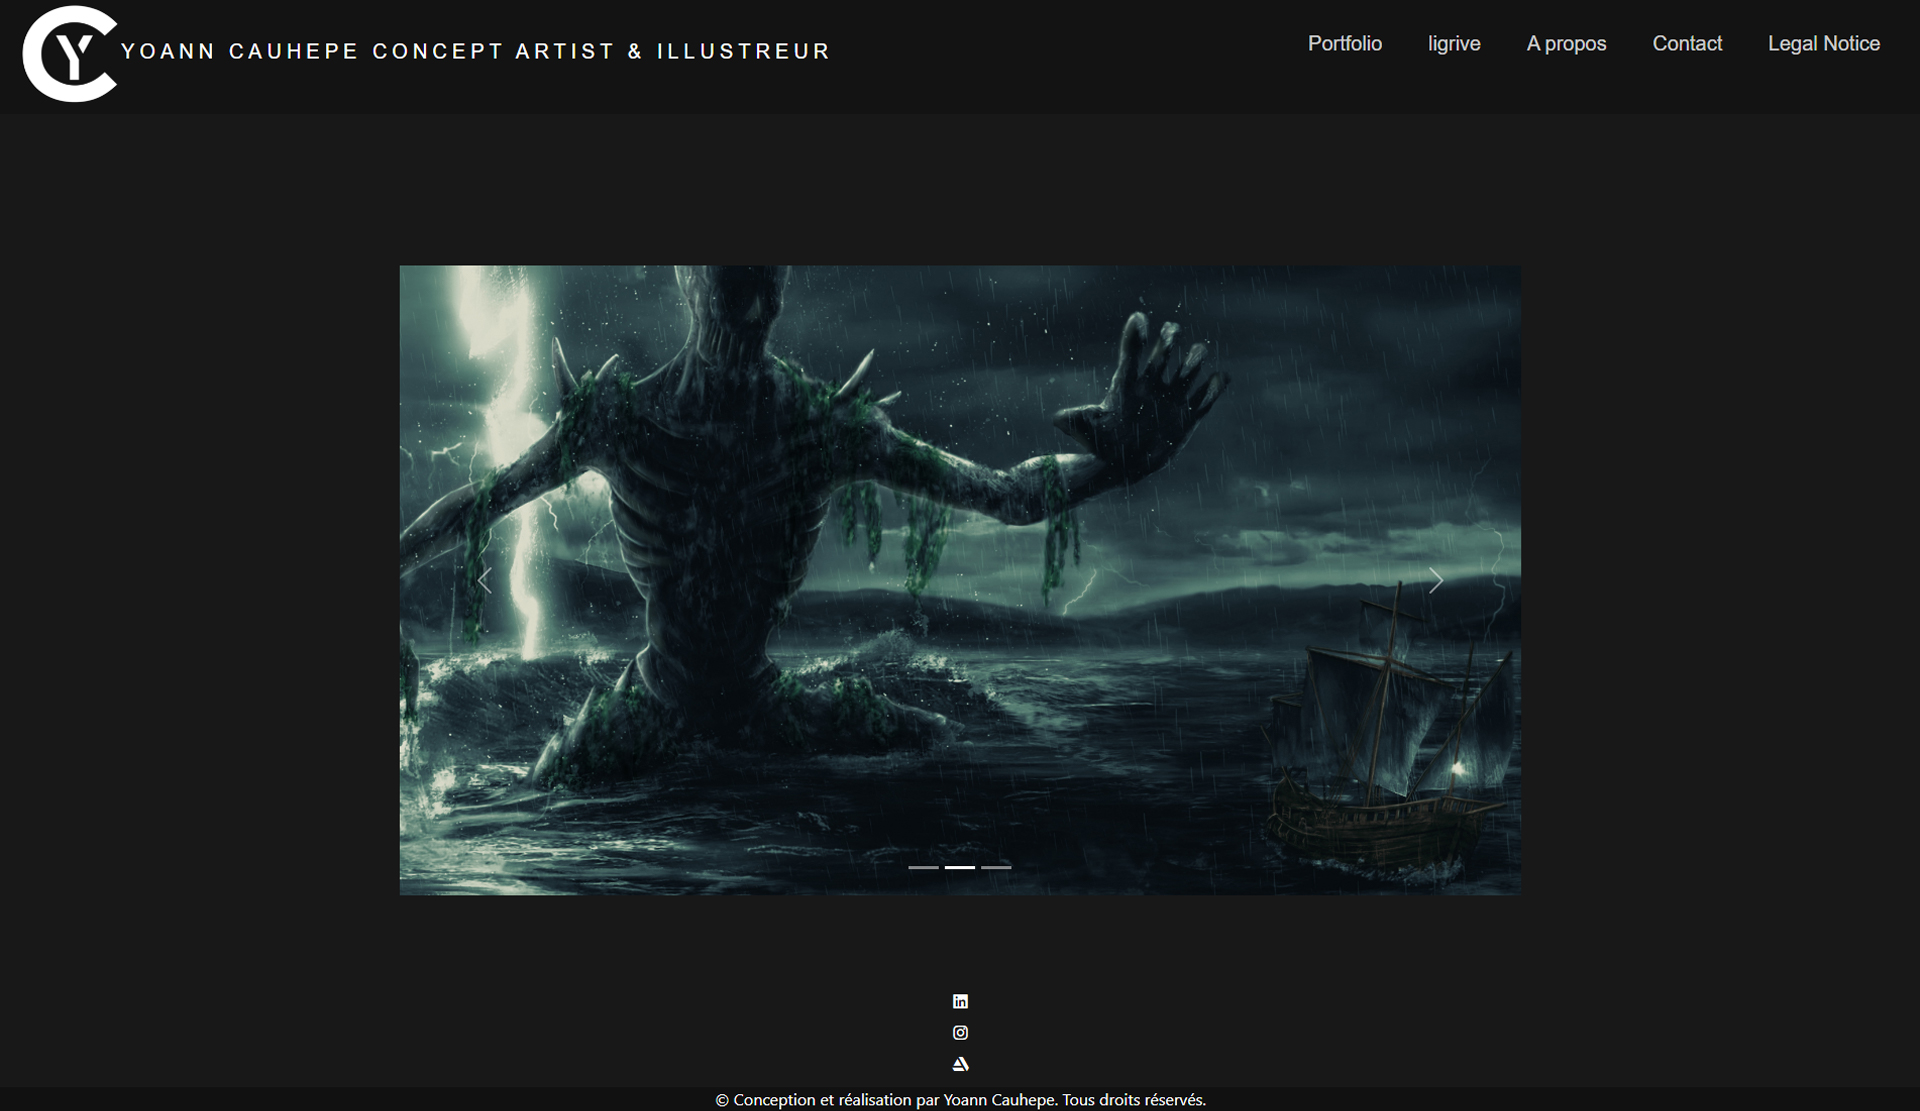 CY
YOANN CAUHEPE CONCEPT ARTIST & ILLUSTREUR
Portfolio
ligrive
A propos
Contact
Legal Notice
in
© Conception et réalisation par Yoann Cauhepe. Tous droits réservés.